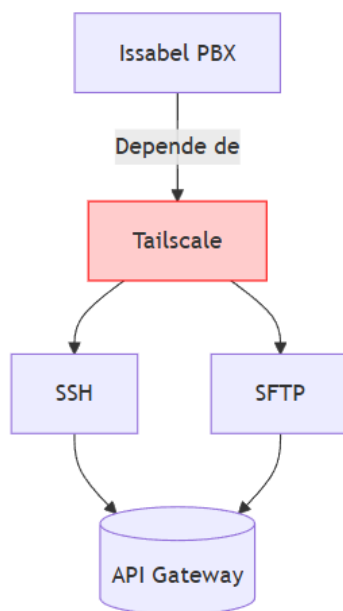 Issabel PBX
Depende de
Tailscale
SSH
SFTP
API Gateway